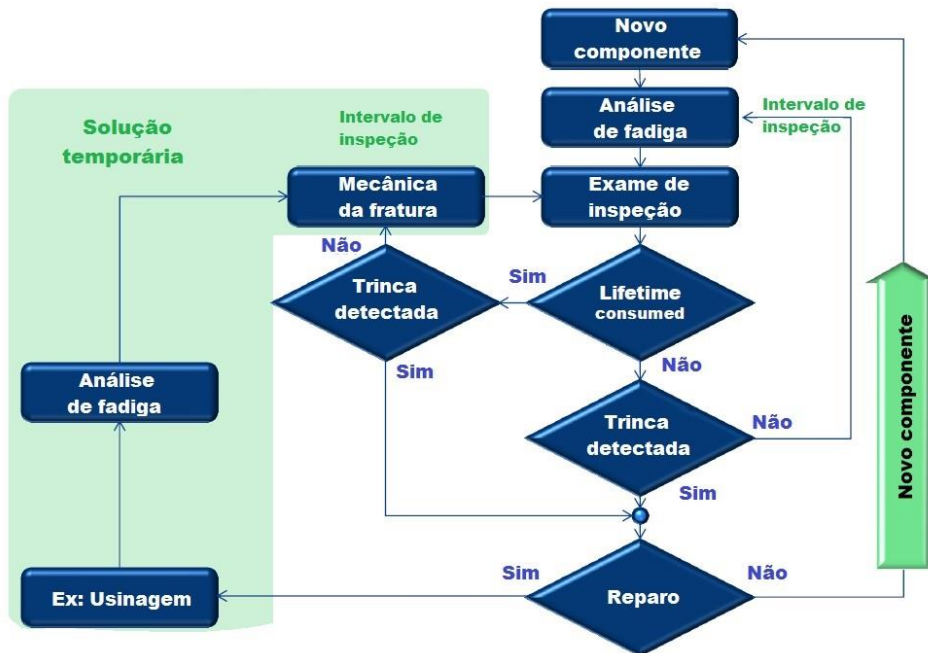 Novo
componente
Análise
de fadiga
Intervalo de
inspeção
Solução
temporária
Intervalo de
inspeção
Mecânica
da fratura
Exame de
inspeção
Não
Sim
Trinca
detectada
Lifetime
consumed
Sim
Não
Análise
de fadiga
Trinca
detectada
Não
Sim
Novo componente
Sim
Não
Ex: Usinagem
Reparo